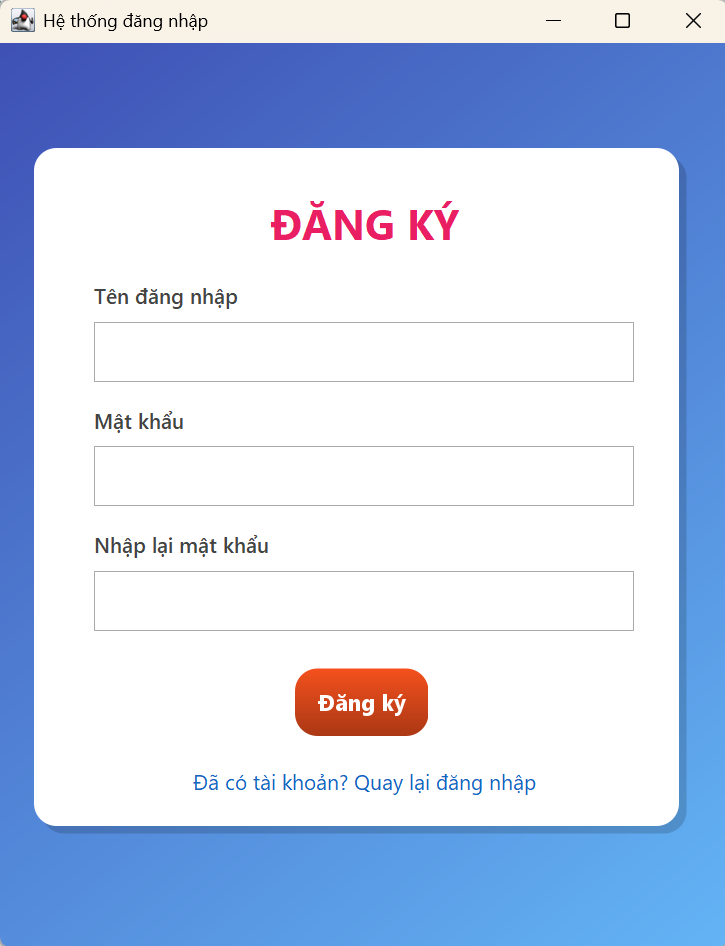 Hệ thống đăng nhập
ĐĂNG KÝ
Tên đăng nhập
Mật khẩu
Nhập lại mật khẩu
Đăng ký
Đã có tài khoản? Quay lại đăng nhập